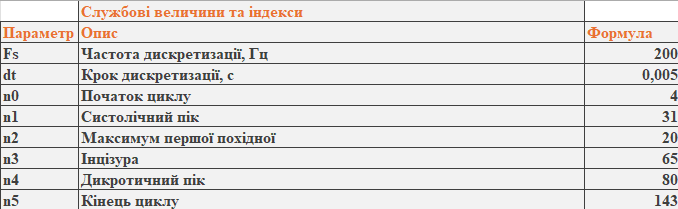 Службові величини та індекси
Параметр Опис Формула
Fs Частота дискретизації, Гц 200
dt Крок дискретизації, с 0,005
n0 Початок циклу 4
n1 Систолічний пік 31
n2 Максимум першої похідної 20
n3 Інцізура 65
n4 Дикротичний пік 80
n5 Кінець циклу 143